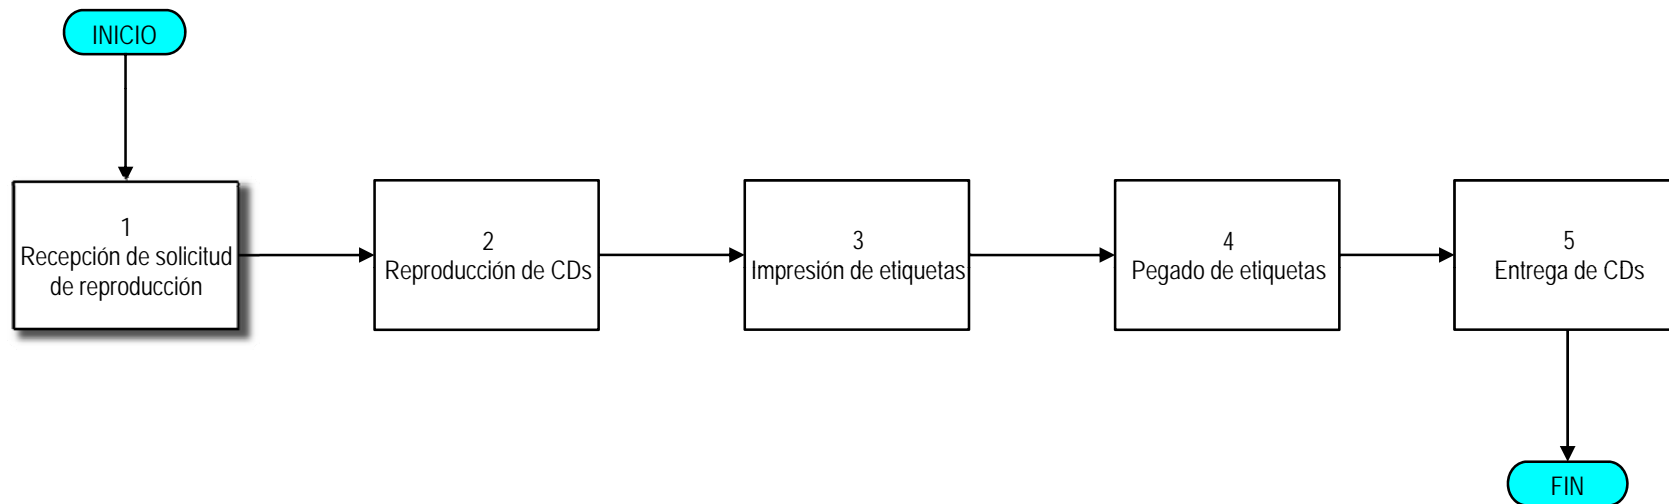 INICIO
1
Recepción de solicitud
de reproducción
2
Reproducción de CDs
3
Impresión de etiquetas
4
Pegado de etiquetas
5
Entrega de CDs
FIN